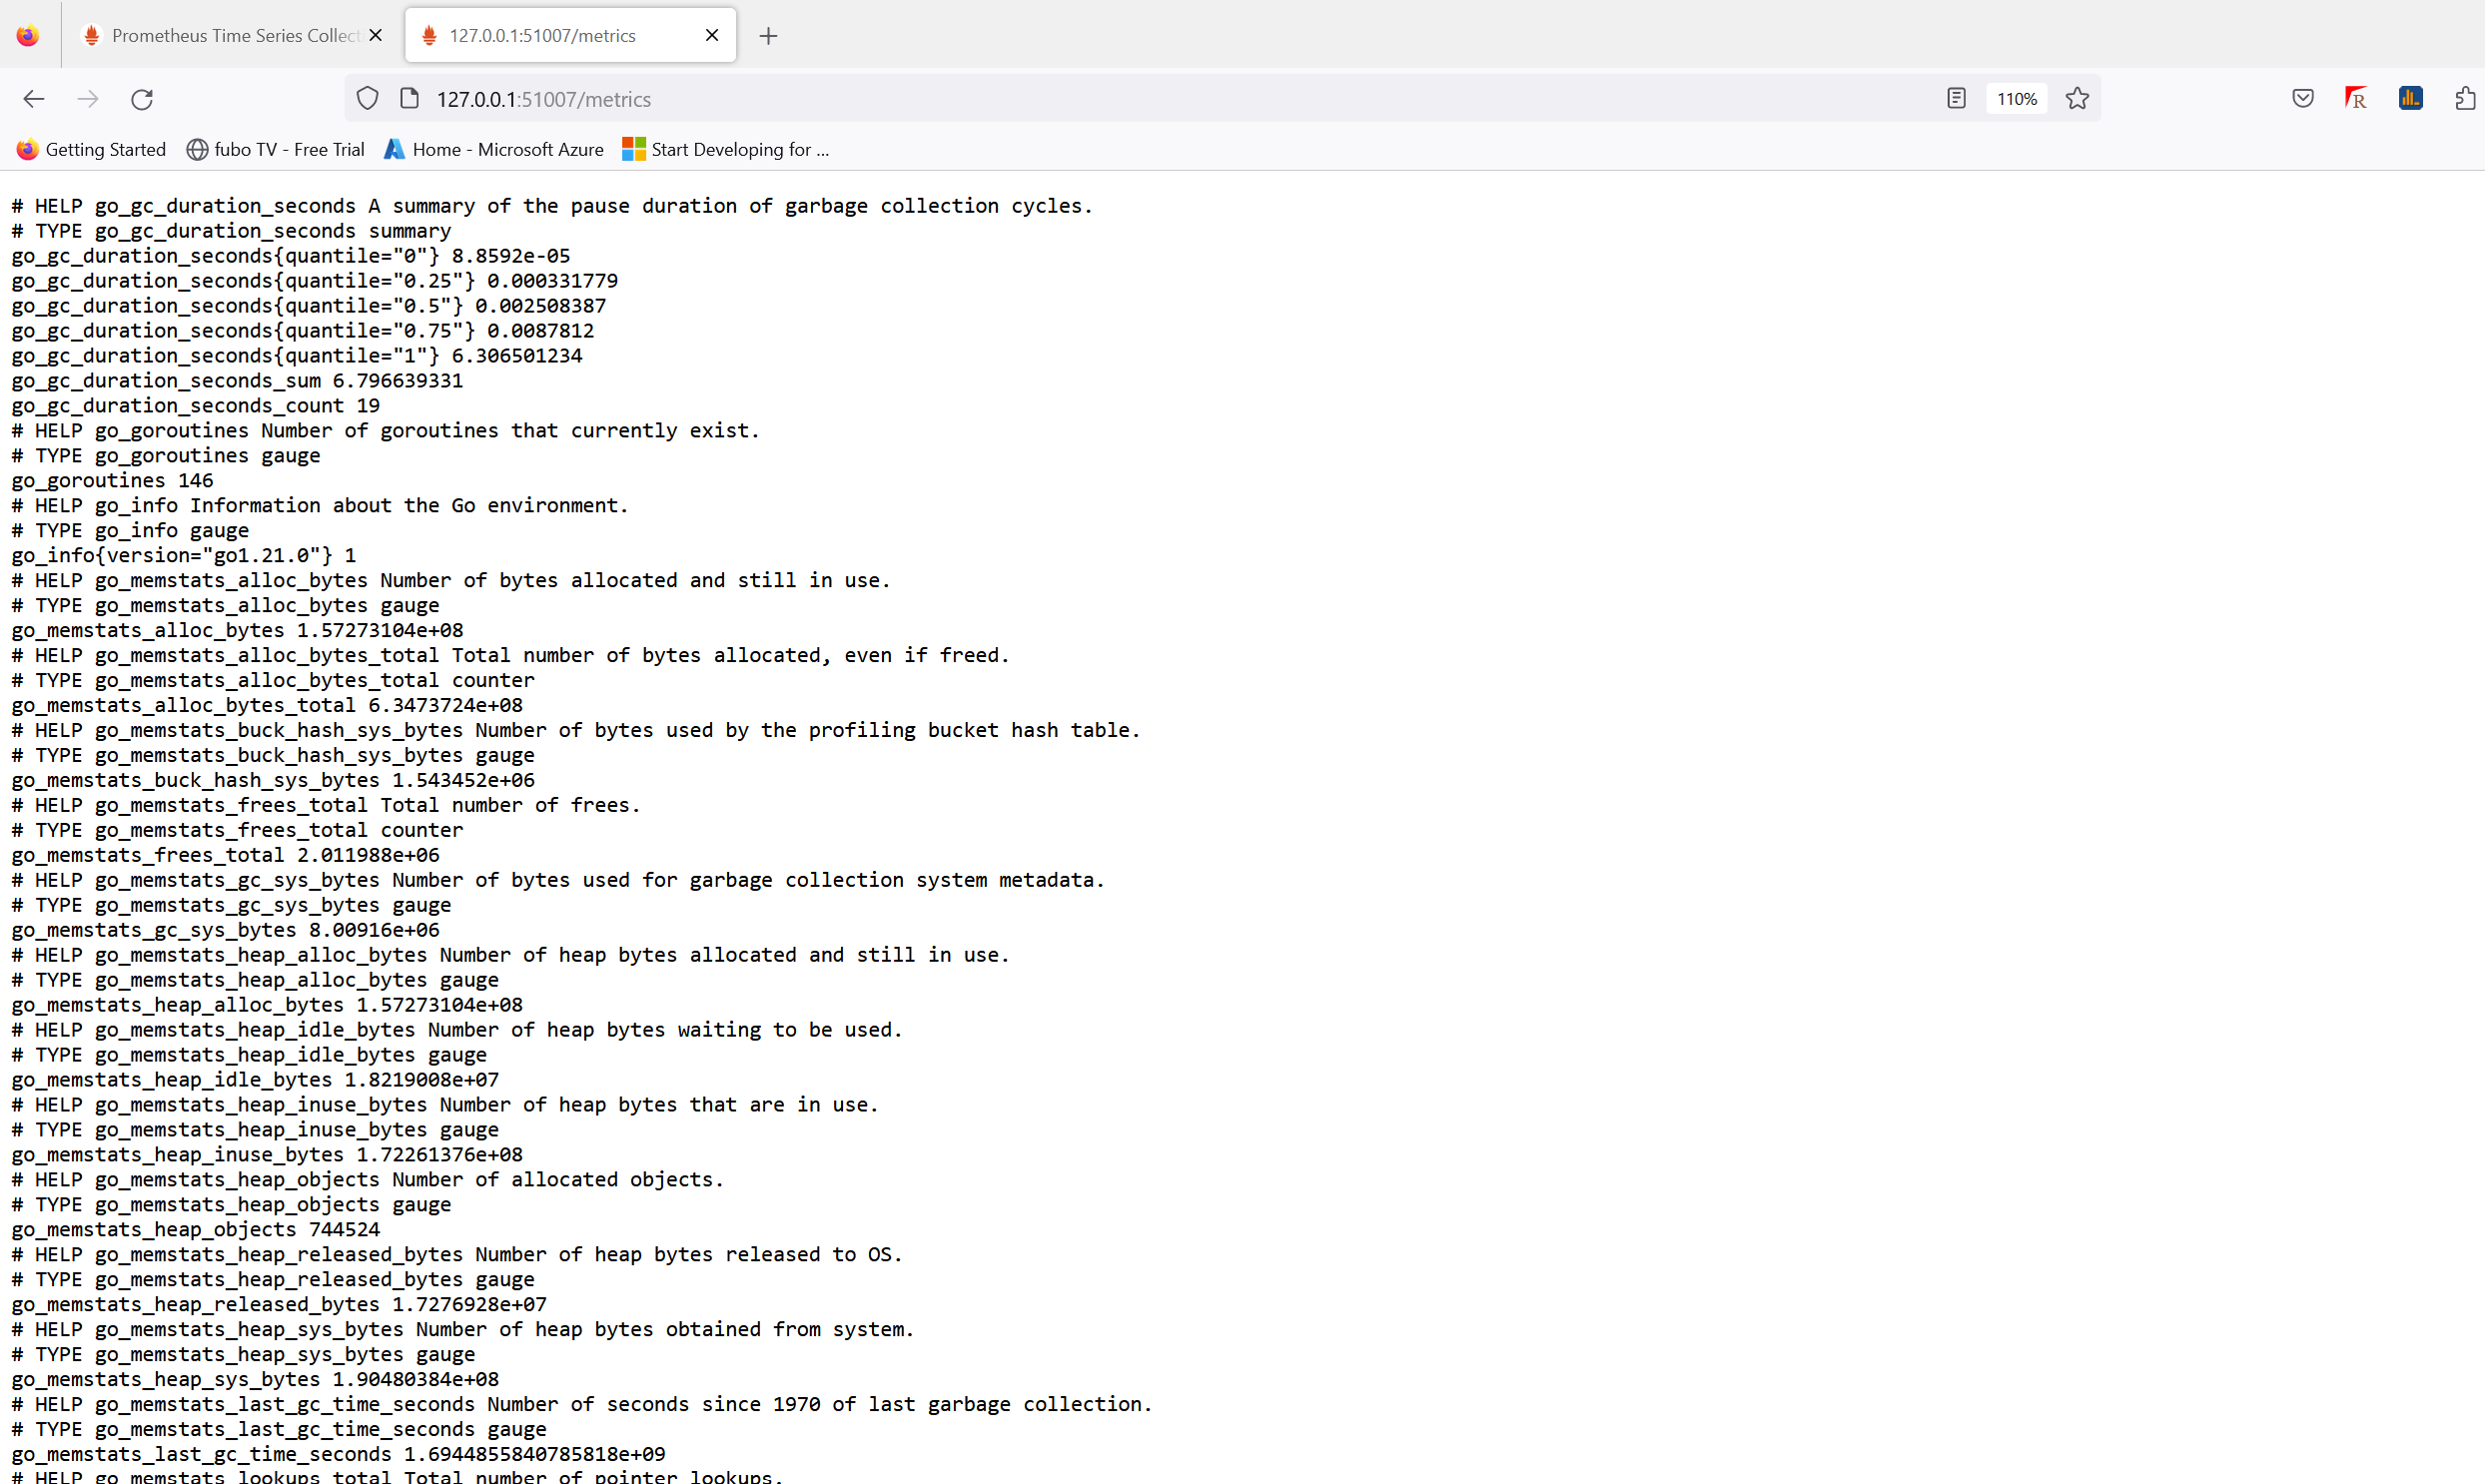 Prometheus Time Series Collect
127.0.0.1:51007/metrics
127.0.0.1:51007/metrics
110%
R
Getting Started
fubo TV - Free Trial
Home - Microsoft Azure
Start Developing for ...
# HELP go_gc_duration_seconds A summary of the pause duration of garbage collection cycles.
# TYPE go_gc_duration_seconds summary
go_gc_duration_seconds{quantile="0"} 8.8592e-05
go_gc_duration_seconds{quantile="0.25"} 0.000331779
go_gc_duration_seconds{quantile="0.5"} 0.002508387
go_gc_duration_seconds{quantile="0.75"} 0.0087812
go_gc_duration_seconds{quantile="1"} 6.306501234
go_gc_duration_seconds_sum 6.796639331
go_gc_duration_seconds_count 19
# HELP go_goroutines Number of goroutines that currently exist.
# TYPE go_goroutines gauge
go_goroutines 146
# HELP go_info Information about the Go environment.
# TYPE go_info gauge
go_info{version="go1.21.0"} 1
# HELP go_memstats_alloc_bytes Number of bytes allocated and still in use.
# TYPE go_memstats_alloc_bytes gauge
go_memstats_alloc_bytes 1.57273104e+08
# HELP go_memstats_alloc_bytes_total Total number of bytes allocated, even if freed.
# TYPE go_memstats_alloc_bytes_total counter
go_memstats_alloc_bytes_total 6.3473724e+08
# HELP go_memstats_buck_hash_sys_bytes Number of bytes used by the profiling bucket hash table.
# TYPE go_memstats_buck_hash_sys_bytes gauge
go_memstats_buck_hash_sys_bytes 1.543452e+06
# HELP go_memstats_frees_total Total number of frees.
# TYPE go_memstats_frees_total counter
go_memstats_frees_total 2.011988e+06
# HELP go_memstats_gc_sys_bytes Number of bytes used for garbage collection system metadata.
# TYPE go_memstats_gc_sys_bytes gauge
go_memstats_gc_sys_bytes 8.00916e+06
# HELP go_memstats_heap_alloc_bytes Number of heap bytes allocated and still in use.
# TYPE go_memstats_heap_alloc_bytes gauge
go_memstats_heap_alloc_bytes 1.57273104e+08
# HELP go_memstats_heap_idle_bytes Number of heap bytes waiting to be used.
# TYPE go_memstats_heap_idle_bytes gauge
go_memstats_heap_idle_bytes 1.8219008e+07
# HELP go_memstats_heap_inuse_bytes Number of heap bytes that are in use.
# TYPE go_memstats_heap_inuse_bytes gauge
go_memstats_heap_inuse_bytes 1.72261376e+08
# HELP go_memstats_heap_objects Number of allocated objects.
# TYPE go_memstats_heap_objects gauge
go_memstats_heap_objects 744524
# HELP go_memstats_heap_released_bytes Number of heap bytes released to OS.
# TYPE go_memstats_heap_released_bytes gauge
go_memstats_heap_released_bytes 1.7276928e+07
# HELP go_memstats_heap_sys_bytes Number of heap bytes obtained from system.
# TYPE go_memstats_heap_sys_bytes gauge
go_memstats_heap_sys_bytes 1.90480384e+08
# HELP go_memstats_last_gc_time_seconds Number of seconds since 1970 of last garbage collection.
# TYPE go_memstats_last_gc_time_seconds gauge
go_memstats_last_gc_time_seconds 1.6944855840785818e+09
# HELP go_memstats_lookups_total Total number of pointer lookups.